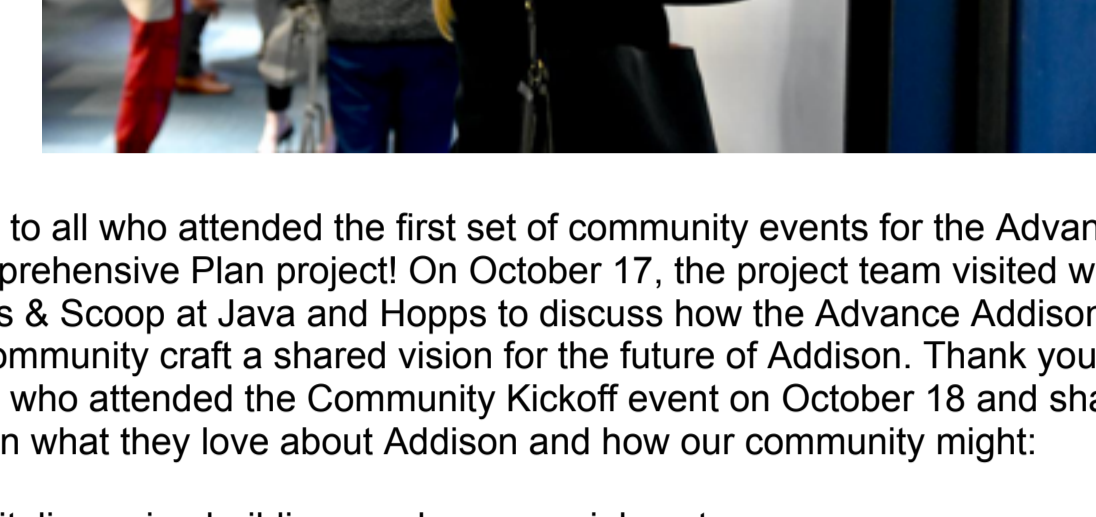 to all who attended the first set of community events for the Advan
prehensive Plan project! On October 17, the project team visited w
s & Scoop at Java and Hopps to discuss how the Advance Addison
ommunity craft a shared vision for the future of Addison. Thank you
who attended the Community Kickoff event on October 18 and sha
n what they love about Addison and how our community might: